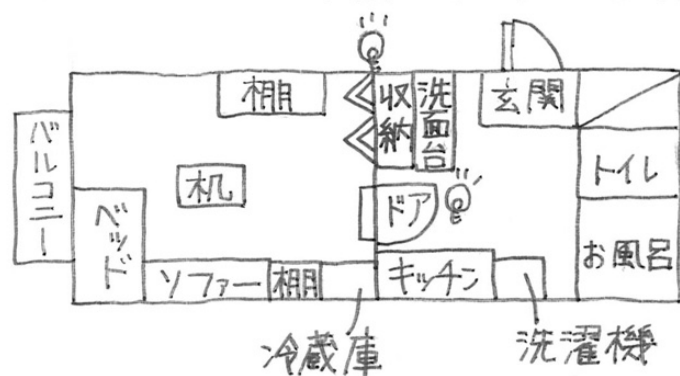 棚
収納
洗面台
玄関
バルコニー
机
ドア
トイレ
ベッド
ソファー
棚
キッチン
お風呂
冷蔵庫
洗濯機